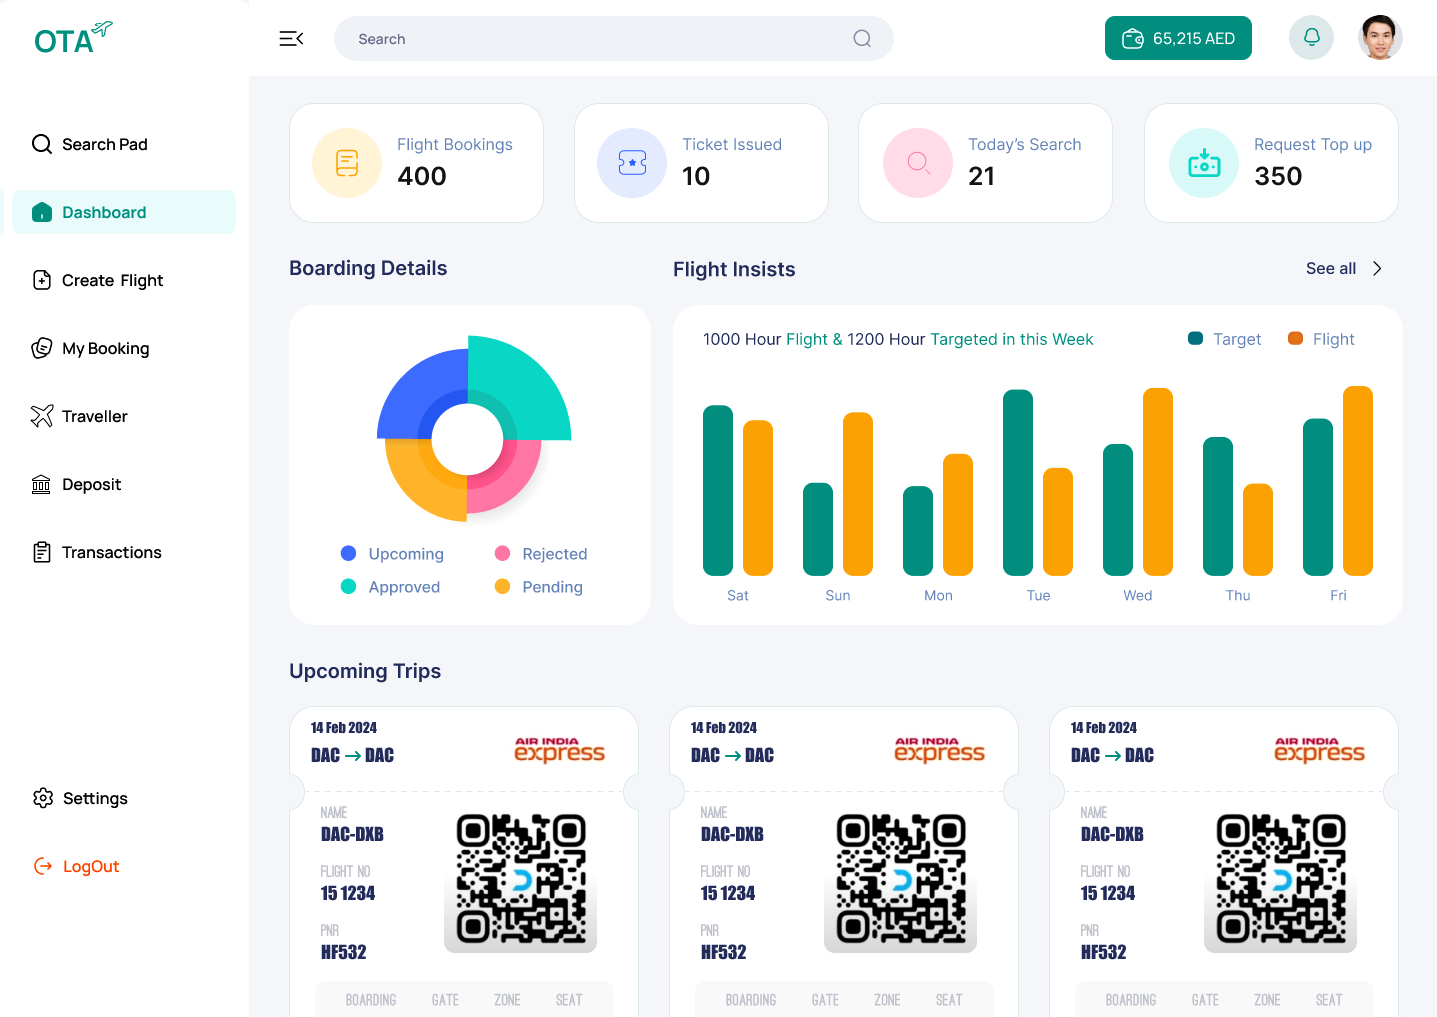 OTA
Search
65,215 AED
Search Pad
Dashboard
Create Flight
My Booking
Traveller
Deposit
Transactions
Settings
LogOut
Flight Bookings
400
Ticket Issued
10
Today's Search
21
Request Top up
350
Boarding Details
Upcoming
Rejected
Approved
Pending
Flight Insists
See all
1000 Hour Flight & 1200 Hour Targeted in this Week
Target
Flight
Sat Sun Mon Tue Wed Thu Fri
Upcoming Trips
14 Feb 2024
DAC → DAC
AIR INDIA
express
NAME
DAC-DXB
FLIGHT NO
15 1234
PNR
HF532
BOARDING GATE ZONE SEAT
14 Feb 2024
DAC → DAC
AIR INDIA
express
NAME
DAC-DXB
FLIGHT NO
15 1234
PNR
HF532
BOARDING GATE ZONE SEAT
14 Feb 2024
DAC → DAC
AIR INDIA
express
NAME
DAC-DXB
FLIGHT NO
15 1234
PNR
HF532
BOARDING GATE ZONE SEAT